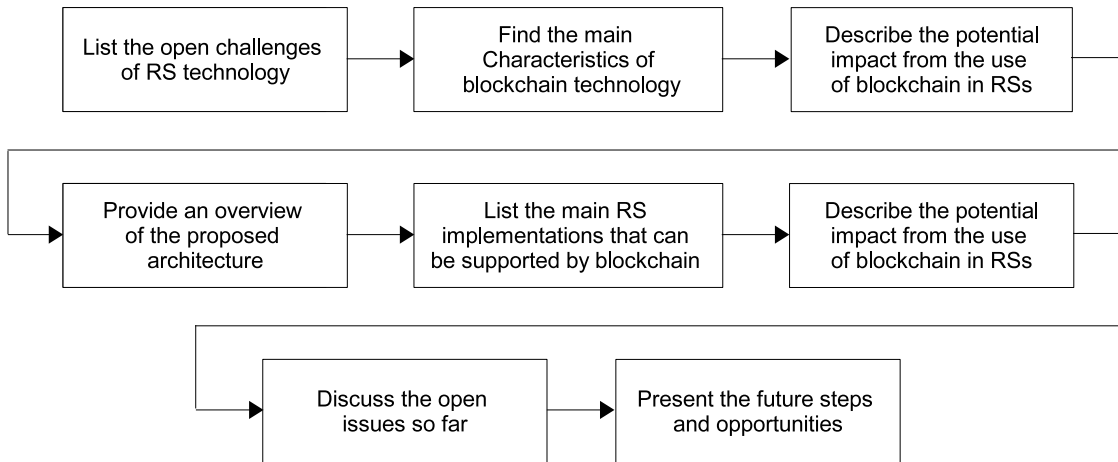 List the open challenges
of RS technology
Find the main
Characteristics of
blockchain technology
Describe the potential
impact from the use
of blockchain in RSs
Provide an overview
of the proposed
architecture
List the main RS
implementations that can
be supported by blockchain
Describe the potential
impact from the use
of blockchain in RSs
Discuss the open
issues so far
Present the future steps
and opportunities